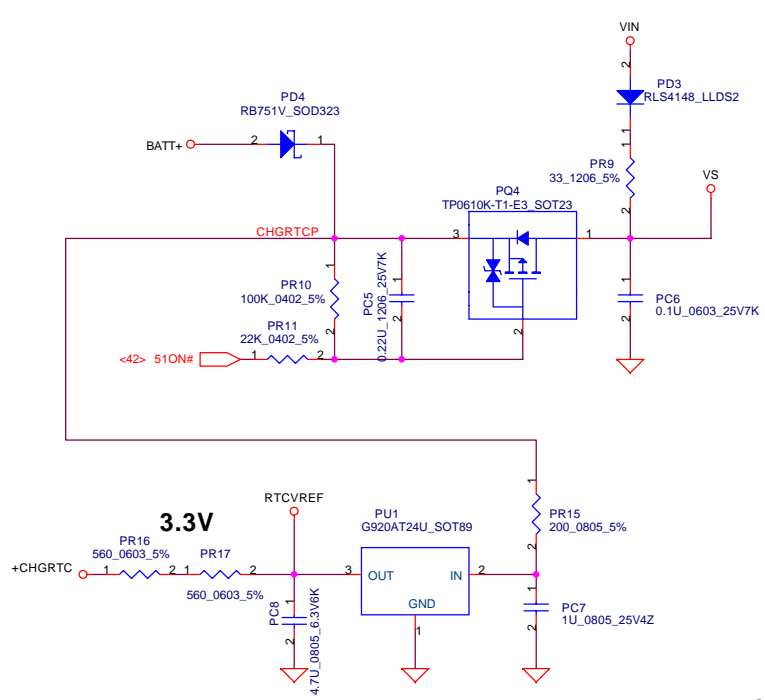 VIN
2
PD3
RLS4148_LLDS2
1
PD4
RB751V_SOD323
BATT+
2
1
1
PR9
33_1206_5%
2
VS
PQ4
TP0610K-T1-E3_SOT23
CHGRTCP
3
1
2
1
PR10
100K_0402_5%
2
1
PC5
0.22U_1206_25V7K
2
1
PC6
0.1U_0603_25V7K
2
PR11
22K_0402_5%
<42> 51ON#
1
2
1
PR15
200_0805_5%
2
3.3V
RTCVREF
PU1
G920AT24U_SOT89
PR16
560_0603_5%
PR17
560_0603_5%
+CHGRTC
1
2
1
2
3
OUT
IN
2
GND
1
1
PC8
4.7U_0805_6.3V6K
2
1
PC7
1U_0805_25V4Z
2